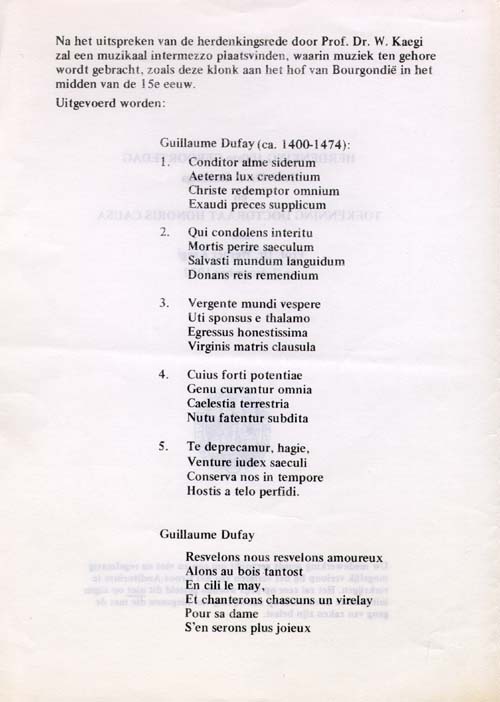 Na het uitspreken van de herdenkingsrede door Prof. Dr. W. Kaegi
zal een muzikaal intermezzo plaatsvinden, waarin muziek ten gehore
wordt gebracht, zoals deze klonk aan het hof van Bourgondië in het
midden van de 15e eeuw.
Uitgevoerd worden:
Guillaume Dufay (ca. 1400-1474):
1. Conditor alme siderum
Aeterna lux credentium
Christe redemptor omnium
Exaudi preces supplicum
2. Qui condolens interitu
Mortis perire saeculum
Salvasti mundum languidum
Donans reis remendium
3. Vergente mundi vespere
Uti sponsus e thalamo
Egressus honestissima
Virginis matris clausula
4. Cuius forti potentiae
Genu curvantur omnia
Caelestia terrestria
Nutu fatentur subdita
5. Te deprecamur, hagie,
Venture iudex saeculi
Conserva nos in tempore
Hostis a telo perfidi.
Guillaume Dufay
Resvelons nous resvelons amoureux
Alons au bois tantost
En cili le may,
Et chanterons chascuns un virelay
Pour sa dame
S'en serons plus joieux